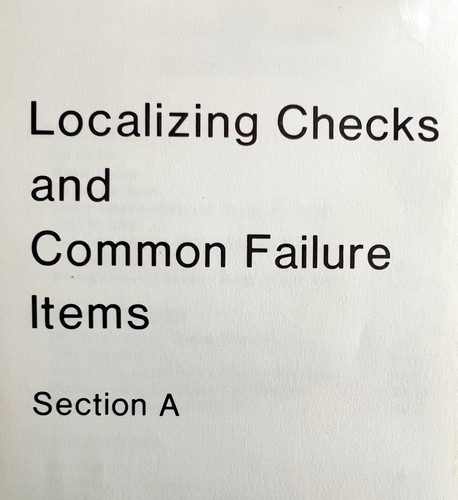 Localizing Checks
and
Common Failure
Items
Section A